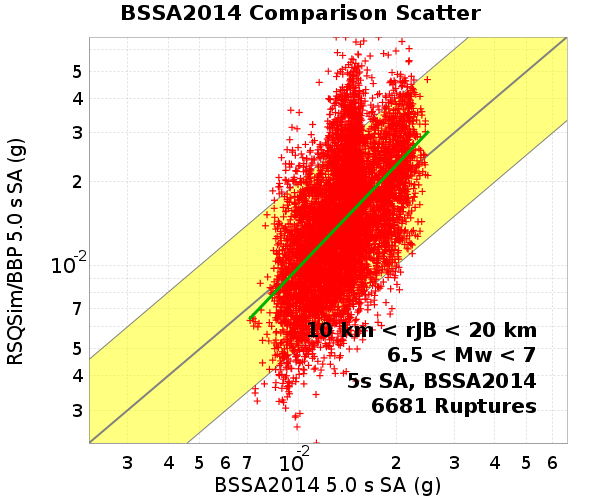 BSSA2014 Comparison Scatter
RSQSim/BBP 5.0 s SA (g)
5
4
3
2
10-2
7
5
4
3
10 km < rJB < 20 km
6.5 < Mw < 7
5s SA, BSSA2014
6681 Ruptures
3 4 5 6 7 10-2 2 3 4 5 6
BSSA2014 5.0 s SA (g)